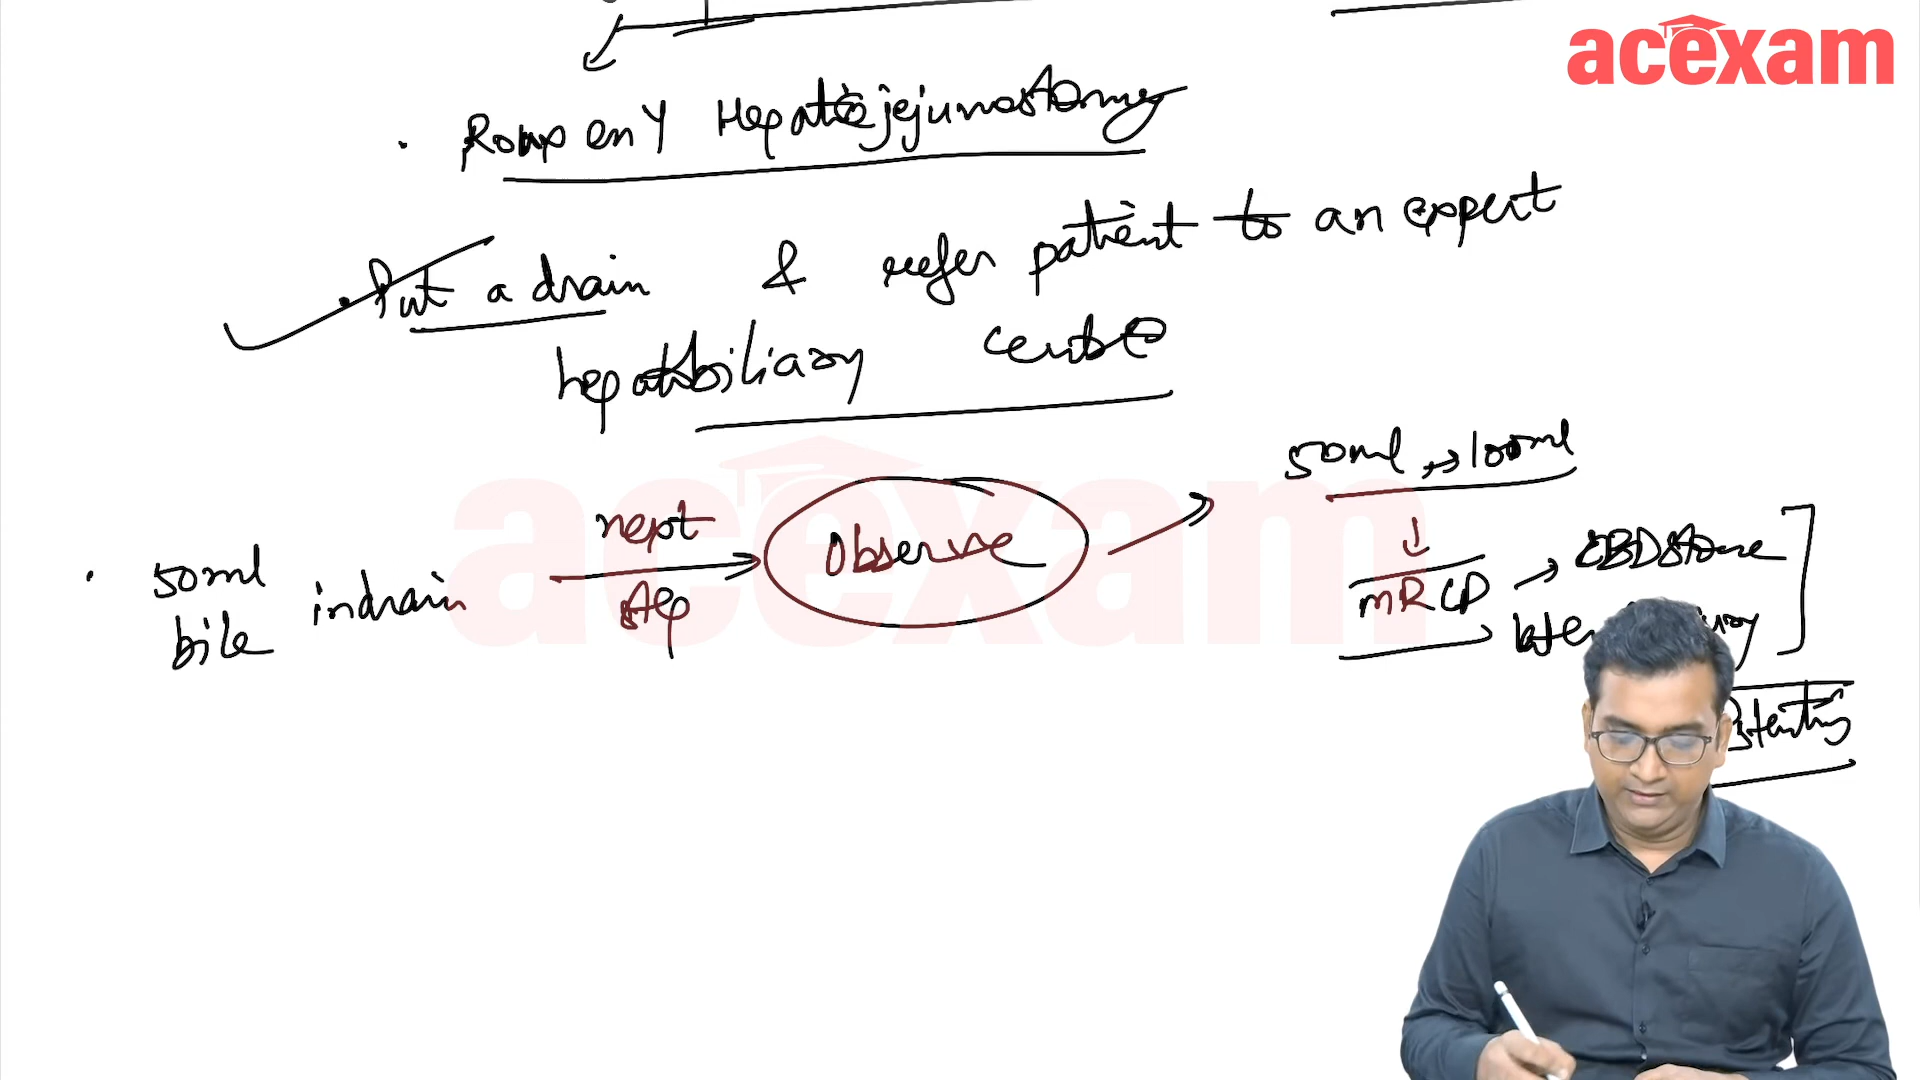 acexam
. Roux en Y Hepaticojejunostomy
. Put a drain & refer patient to an expert
hepatobiliary centre
50ml → 100ml
. 50ml bile in drain
next
step
Observe
MRCP → CBD stone
stenting